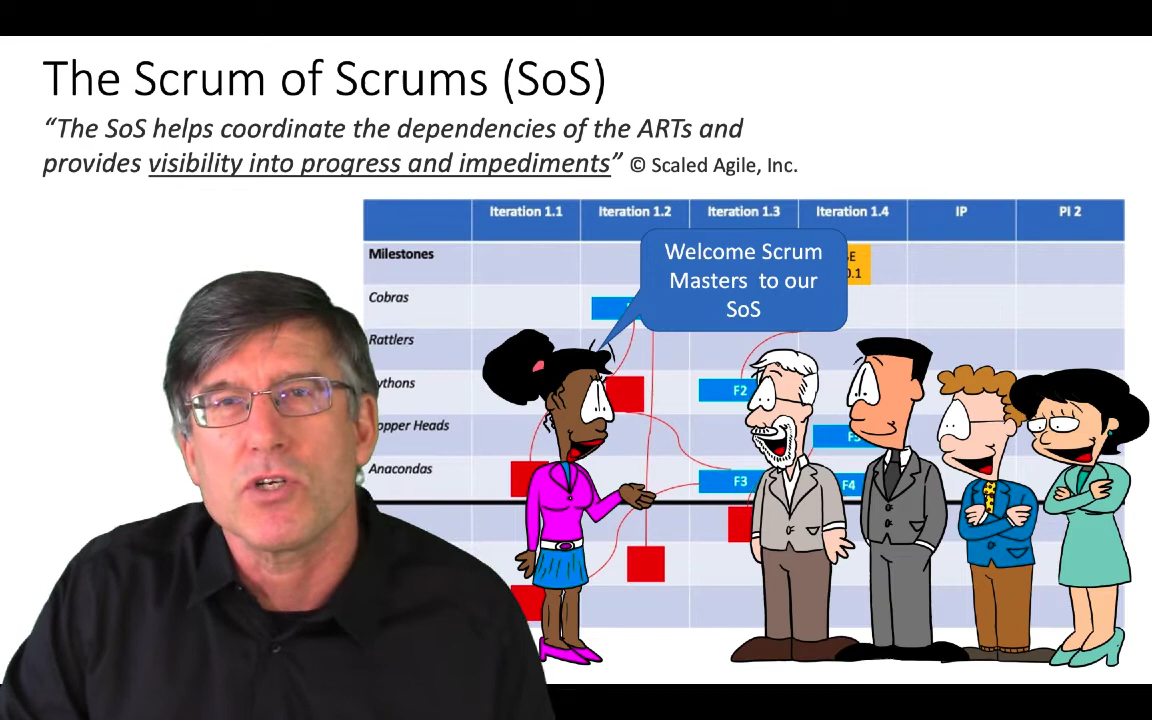 The Scrum of Scrums (SoS)
“The SoS helps coordinate the dependencies of the ARTs and
provides visibility into progress and impediments” © Scaled Agile, Inc.
Iteration 1.1 Iteration 1.2 Iteration 1.3 Iteration 1.4 IP PI 2
Milestones
Welcome Scrum
Masters to our
SoS
Cobras
Rattlers
F2
Anacondas
F3
F4